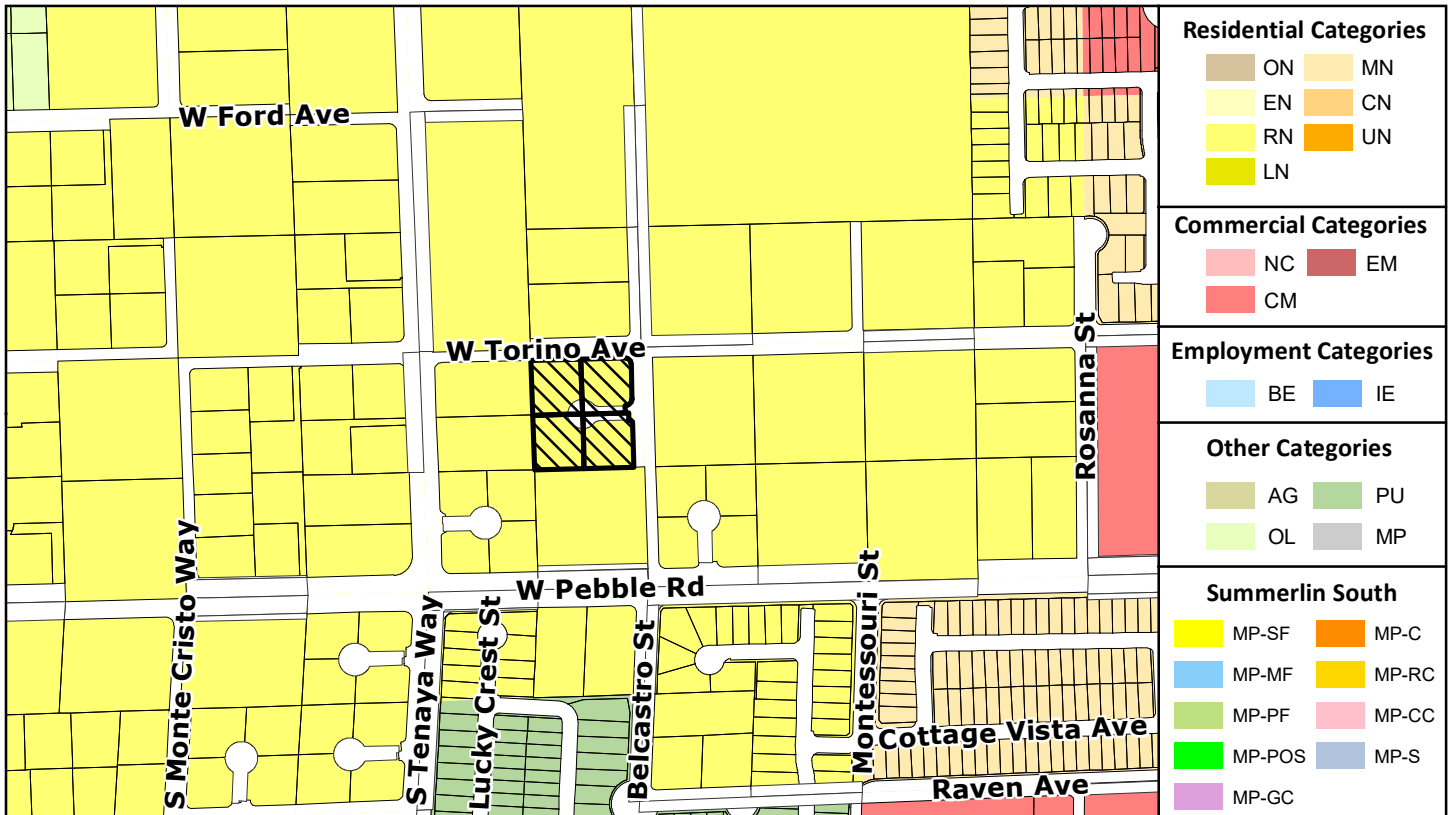 W Ford Ave
W Torino Ave
Rosanna St
W Pebble Rd
S Monte Cristo Way
S Tenaya Way
Lucky Crest St
Belcastro St
Montessouri St
Cottage Vista Ave
Raven Ave
Residential Categories
ON MN
EN CN
RN UN
LN
Commercial Categories
NC EM
CM
Employment Categories
BE IE
Other Categories
AG PU
OL MP
Summerlin South
MP-SF MP-C
MP-MF MP-RC
MP-PF MP-CC
MP-POS MP-S
MP-GC